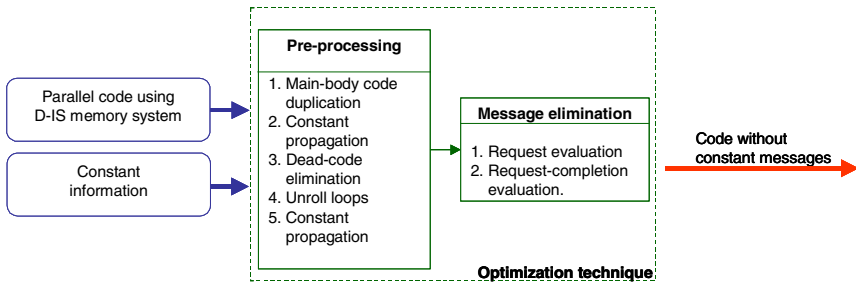 Parallel code using
D-IS memory system
Constant
information
Pre-processing
1. Main-body code
duplication
2. Constant
propagation
3. Dead-code
elimination
4. Unroll loops
5. Constant
propagation
Message elimination
1. Request evaluation
2. Request-completion
evaluation.
Optimization technique
Code without
constant messages